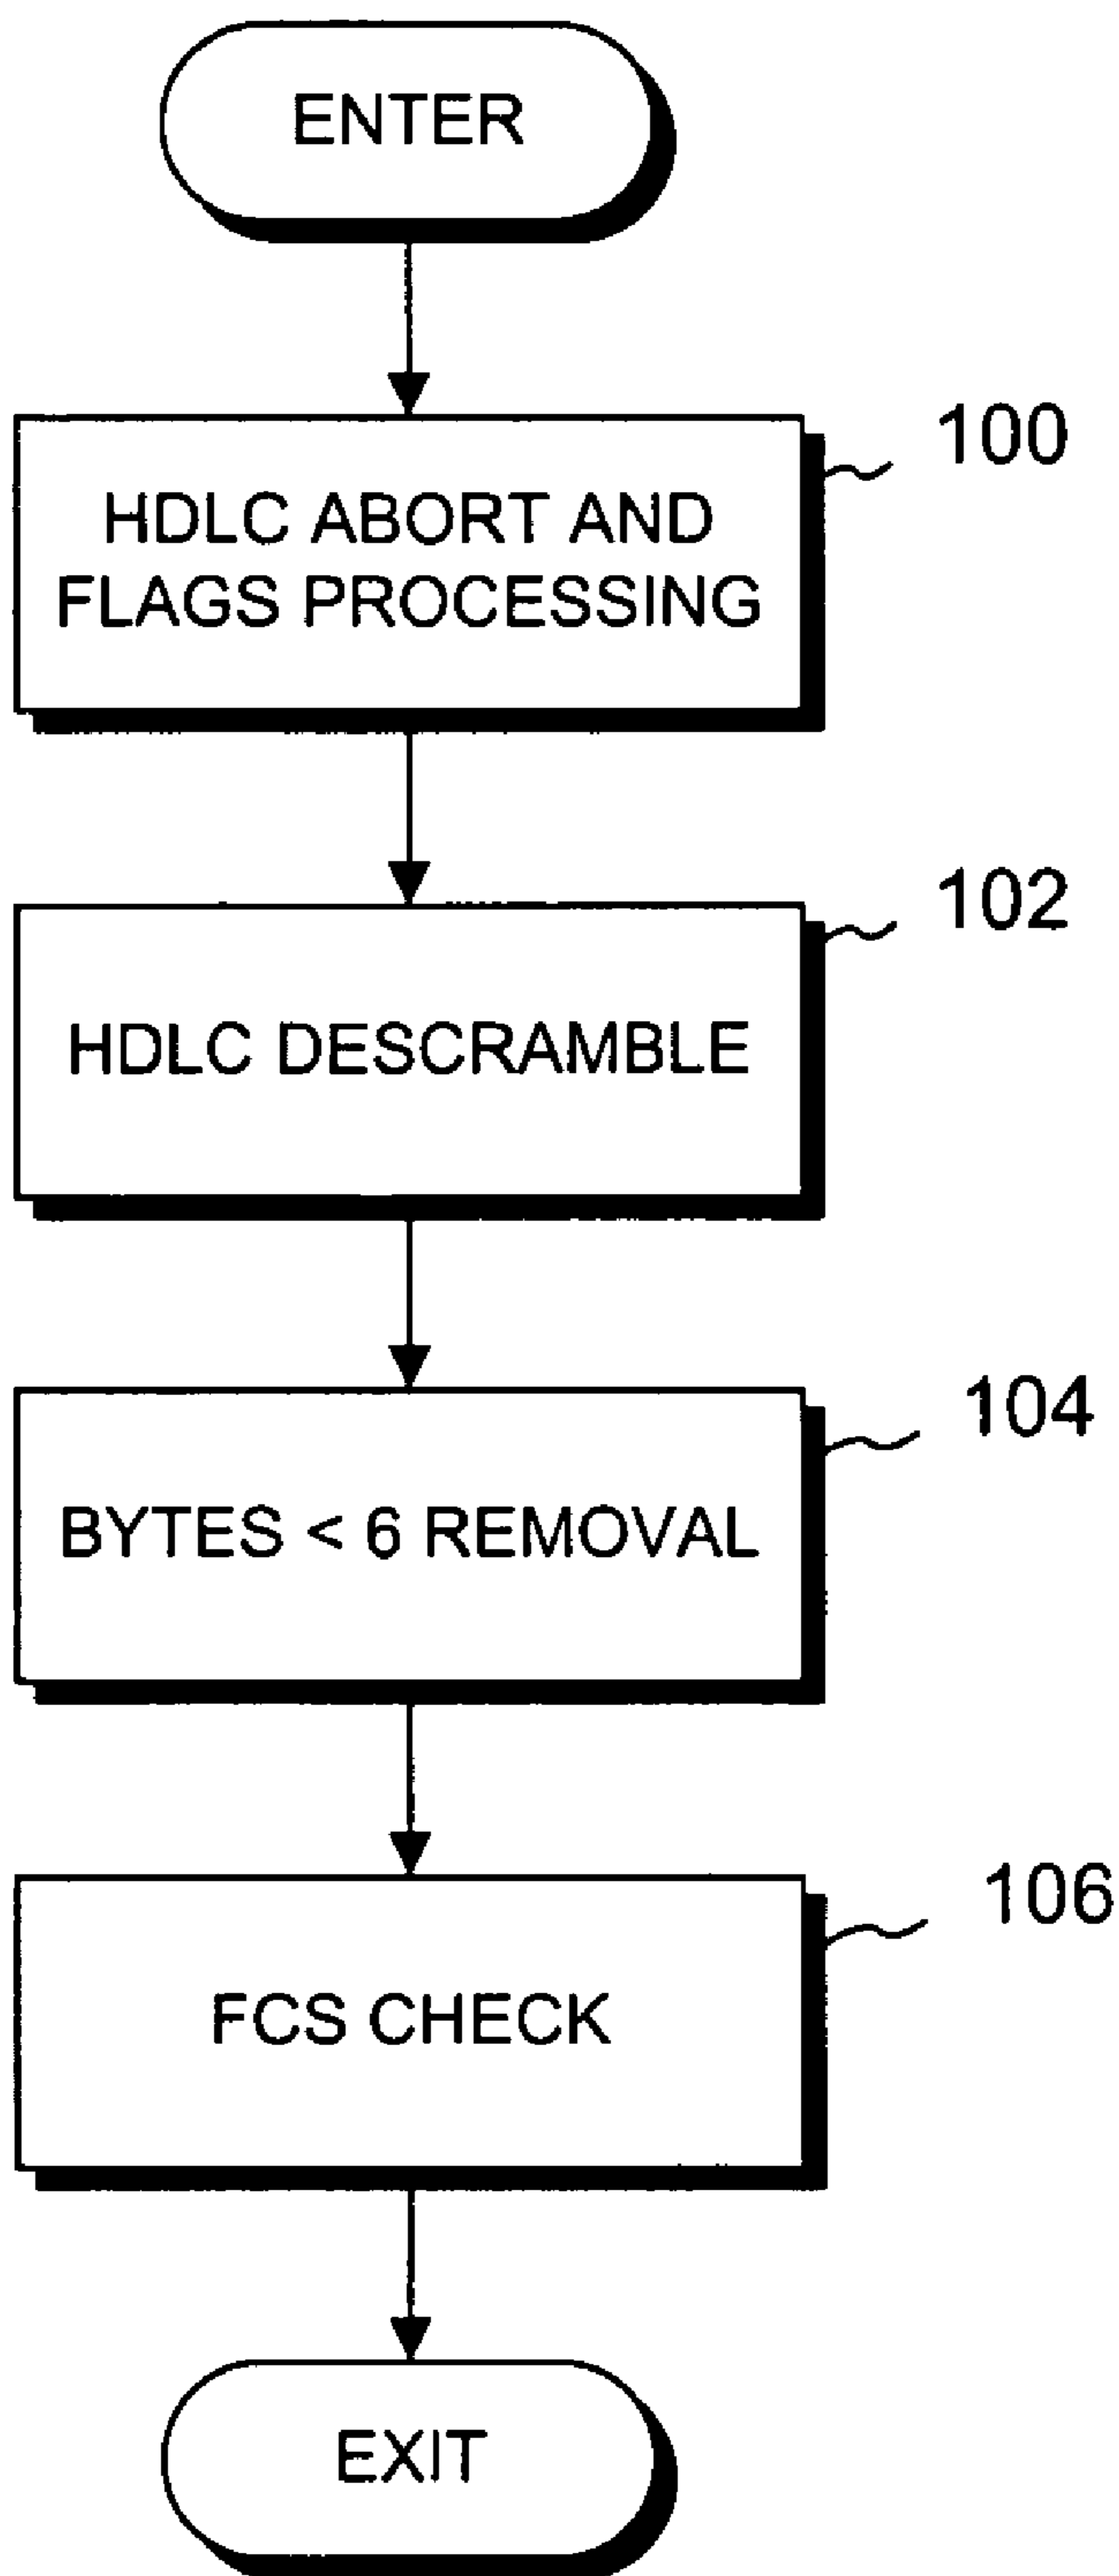 ENTER
100
HDLC ABORT AND
FLAGS PROCESSING
102
HDLC DESCRAMBLE
104
BYTES < 6 REMOVAL
106
FCS CHECK
EXIT